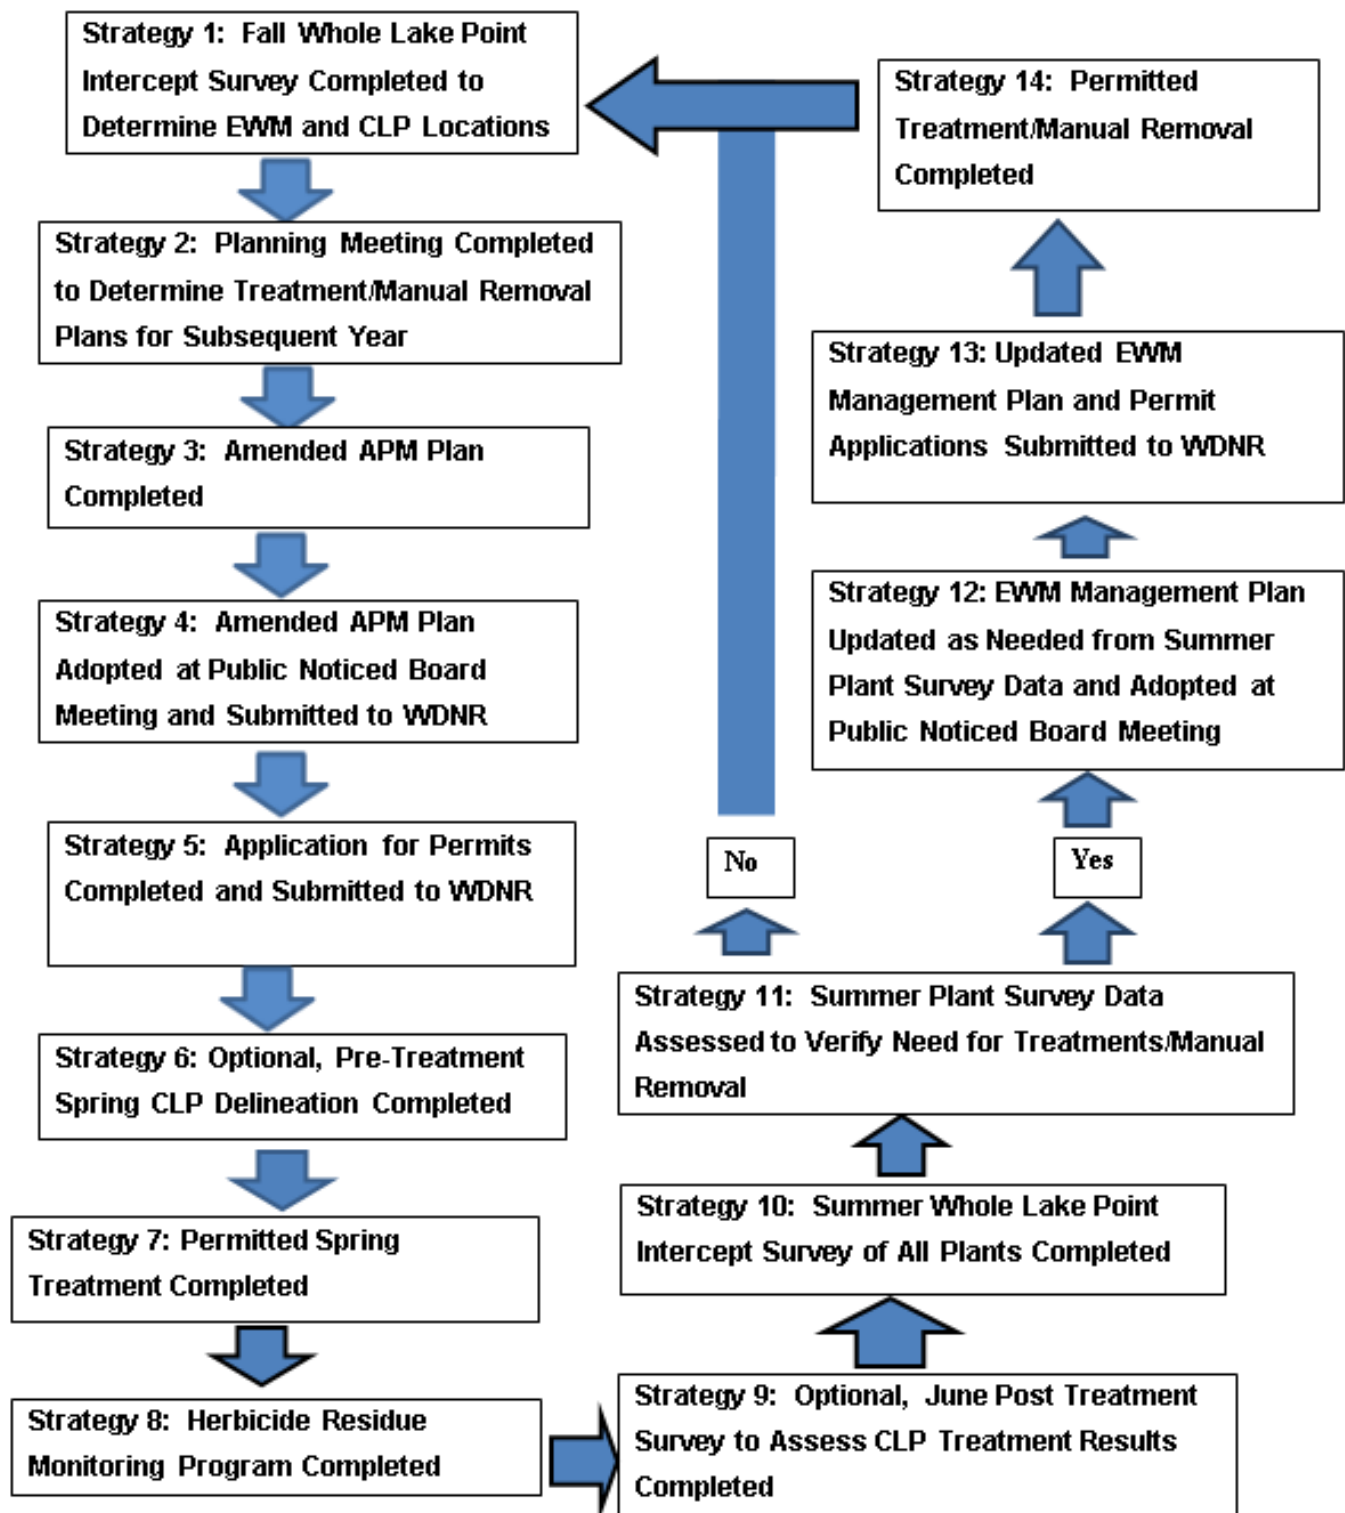 Strategy 1: Fall Whole Lake Point
Intercept Survey Completed to
Determine EWM and CLP Locations
Strategy 2: Planning Meeting Completed
to Determine Treatment/Manual Removal
Plans for Subsequent Year
Strategy 3: Amended APM Plan
Completed
Strategy 4: Amended APM Plan
Adopted at Public Noticed Board
Meeting and Submitted to WDNR
Strategy 5: Application for Permits
Completed and Submitted to WDNR
Strategy 6: Optional, Pre-Treatment
Spring CLP Delineation Completed
Strategy 7: Permitted Spring
Treatment Completed
Strategy 8: Herbicide Residue
Monitoring Program Completed
Strategy 9: Optional, June Post Treatment
Survey to Assess CLP Treatment Results
Completed
Strategy 10: Summer Whole Lake Point
Intercept Survey of All Plants Completed
Strategy 11: Summer Plant Survey Data
Assessed to Verify Need for Treatments/Manual
Removal
No
Yes
Strategy 12: EWM Management Plan
Updated as Needed from Summer
Plant Survey Data and Adopted at
Public Noticed Board Meeting
Strategy 13: Updated EWM
Management Plan and Permit
Applications Submitted to WDNR
Strategy 14: Permitted
Treatment/Manual Removal
Completed